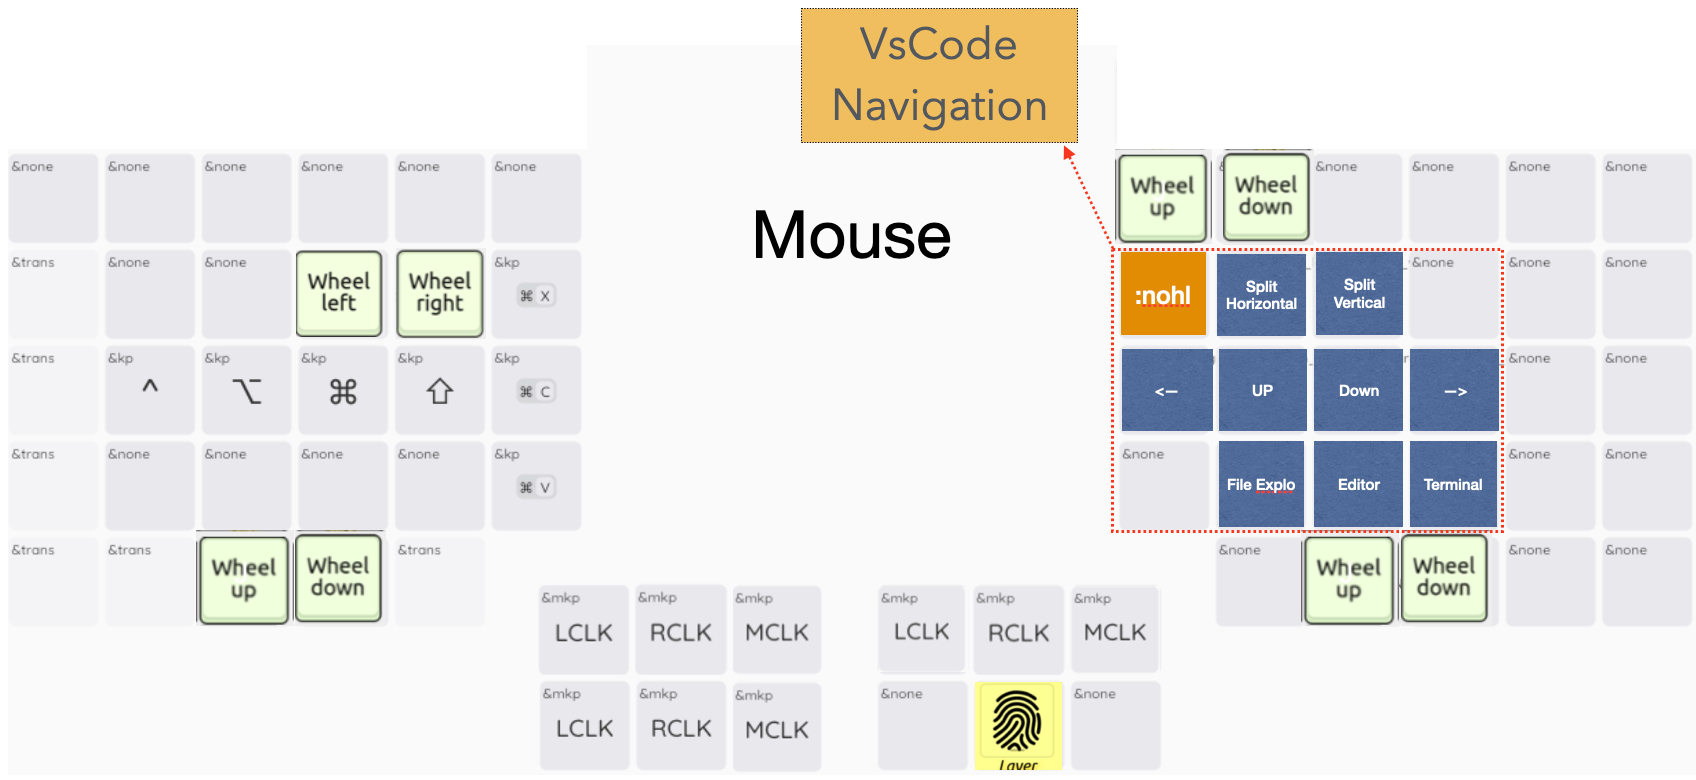 VsCode
Navigation
Mouse
&none &none &none &none &none &none
Wheel up
Wheel down
&none &none &none &none
&trans &none &none
Wheel left
Wheel right
&kp ⌘ X
:nohl
Split Horizontal
Split Vertical
&none &none &none
&trans &kp ^ &kp ⌥ &kp ⌘ &kp ⇧ &kp ⌘ C
<— UP Down —>
&none &none
&trans &none &none &none &none &kp ⌘ V
&none File Explo Editor Terminal &none &none
&trans &trans
Wheel up
Wheel down
&trans
&none
Wheel up
Wheel down
&none &none
&mkp LCLK &mkp RCLK &mkp MCLK
&mkp LCLK &mkp RCLK &mkp MCLK
&mkp LCLK &mkp RCLK &mkp MCLK
&none Layer &none